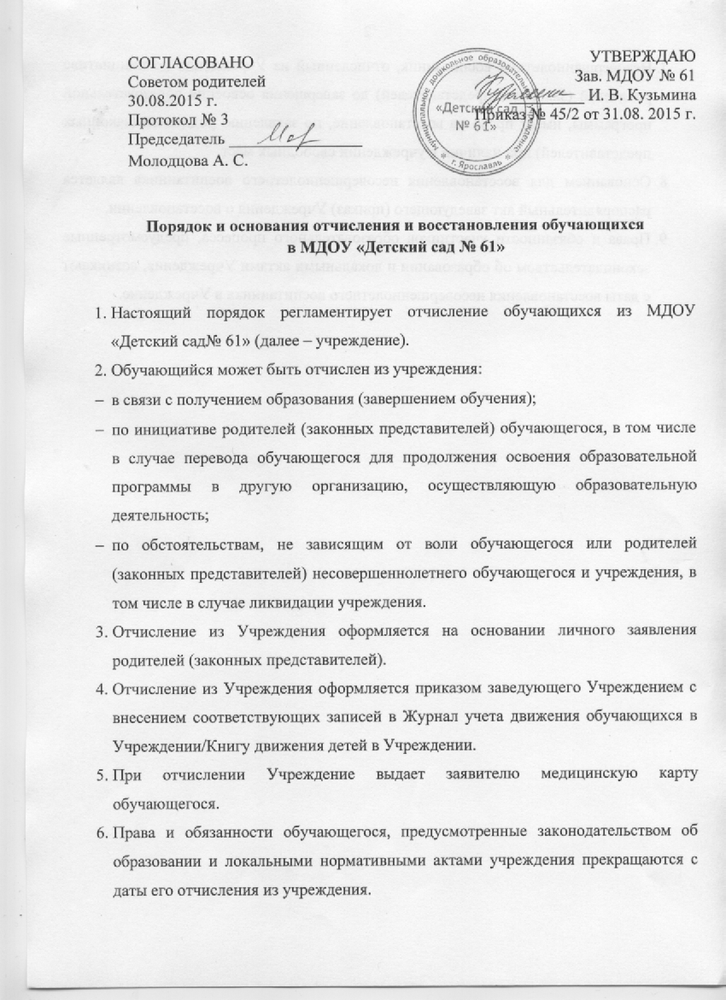 СОГЛАСОВАНО
Советом родителей
30.08.2015 г.
Протокол № 3
Председатель
Молодцова А. С.
УТВЕРЖДАЮ
Зав. МДОУ № 61
И. В. Кузьмина
Приказ № 45/2 от 31.08. 2015 г.
муниципальное дошкольное образовательное учреждение
«Детский сад
№ 61»
г. Ярославль
Порядок и основания отчисления и восстановления обучающихся
в МДОУ «Детский сад № 61»
1. Настоящий порядок регламентирует отчисление обучающихся из МДОУ
«Детский сад№ 61» (далее – учреждение).
2. Обучающийся может быть отчислен из учреждения:
– в связи с получением образования (завершением обучения);
– по инициативе родителей (законных представителей) обучающегося, в том числе
в случае перевода обучающегося для продолжения освоения образовательной
программы в другую организацию, осуществляющую образовательную
деятельность;
– по обстоятельствам, не зависящим от воли обучающегося или родителей
(законных представителей) несовершеннолетнего обучающегося и учреждения, в
том числе в случае ликвидации учреждения.
3. Отчисление из Учреждения оформляется на основании личного заявления
родителей (законных представителей).
4. Отчисление из Учреждения оформляется приказом заведующего Учреждением с
внесением соответствующих записей в Журнал учета движения обучающихся в
Учреждении/Книгу движения детей в Учреждении.
5. При отчислении Учреждение выдает заявителю медицинскую карту
обучающегося.
6. Права и обязанности обучающегося, предусмотренные законодательством об
образовании и локальными нормативными актами учреждения прекращаются с
даты его отчисления из учреждения.